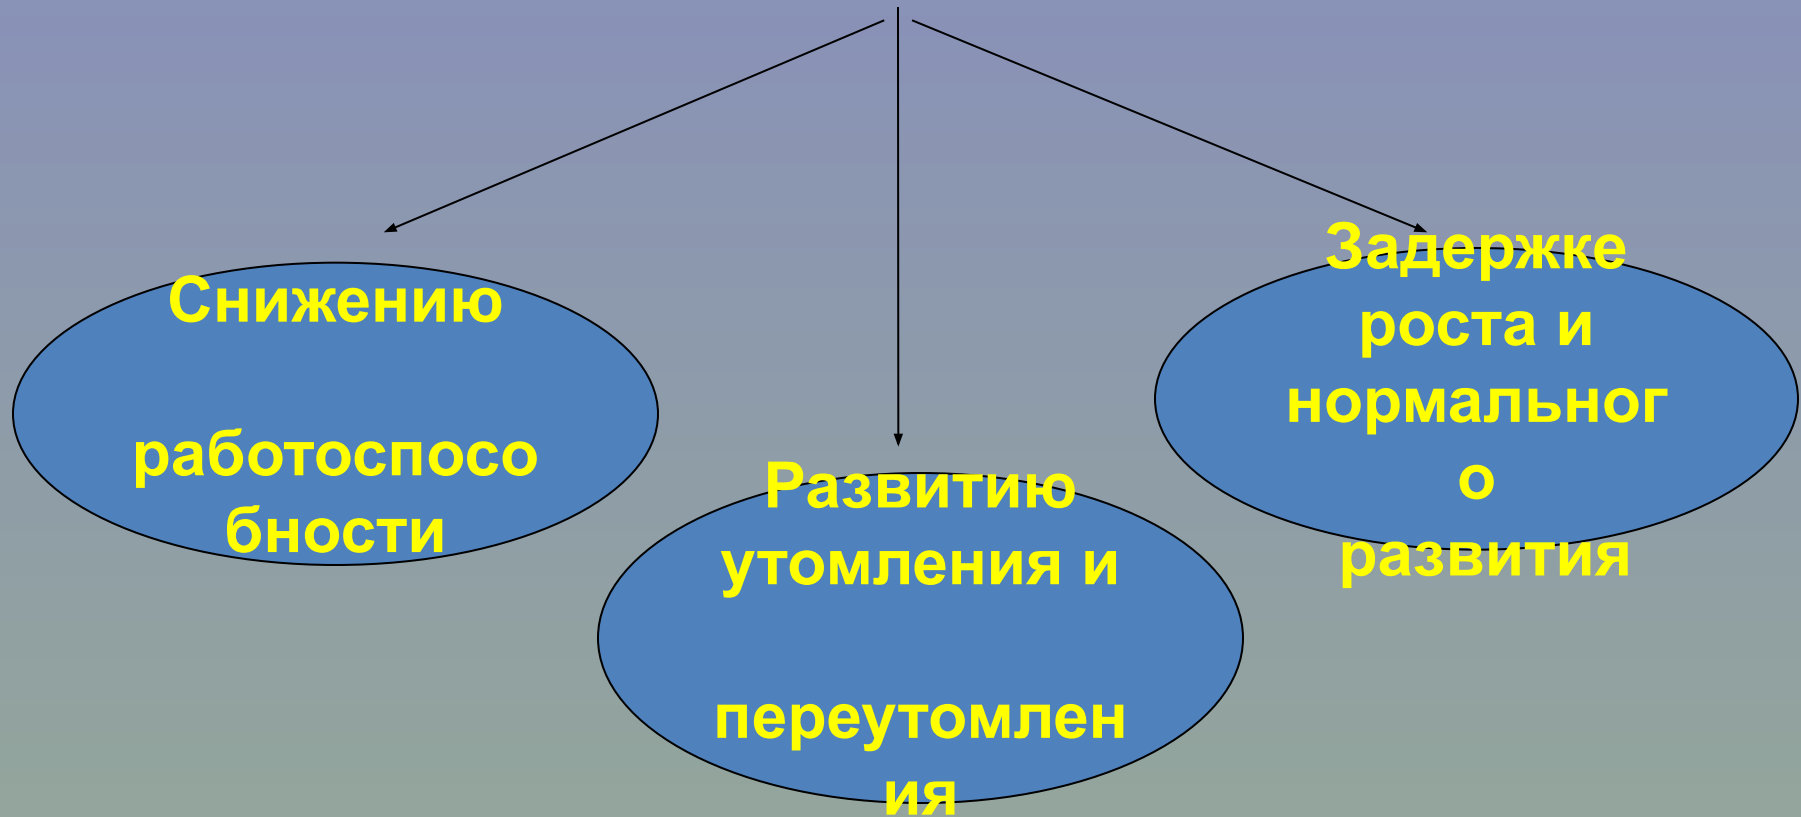 Снижению
работоспосо
бности
Развитию
утомления и
переутомлен
ия
Задержке
роста и
нормальног
о
развития